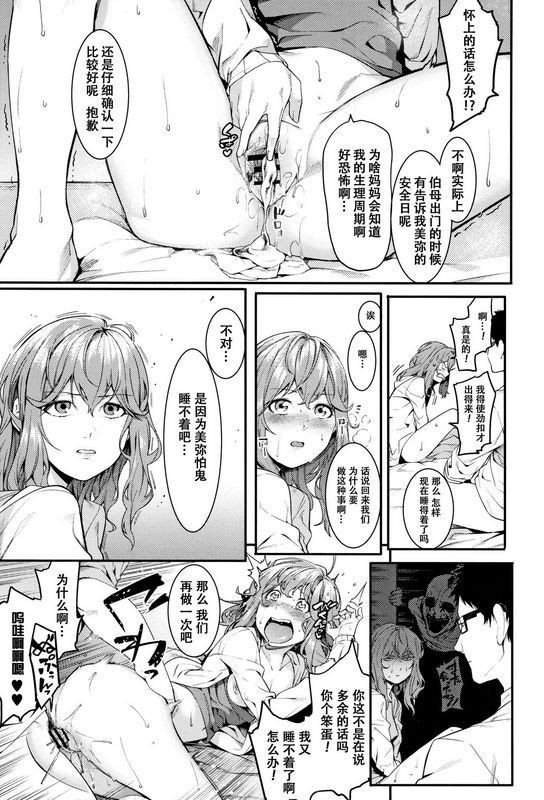 怀上的话怎么办!?
不啊实际上
伯母出门的时候
有告诉我美弥的
安全日呢…
为啥妈妈会知道
我的生理周期啊
好恐怖啊…
还是仔细确认一下
比较好呢 抱歉
啊…!
真是的!
我得使劲扣才
出得来!
那么 怎样
现在睡得着了吗
诶
嗯…
话说回来我们
为什么要
做这种事啊…
不对…
是因为美弥怕鬼
睡不着吧…
你这不是在说
多余的话吗
你个笨蛋!
我又
睡不着了啊
怎么办!
那么 我们
再做一次吧
为什么啊…
呜哇啊啊嗯♥♥